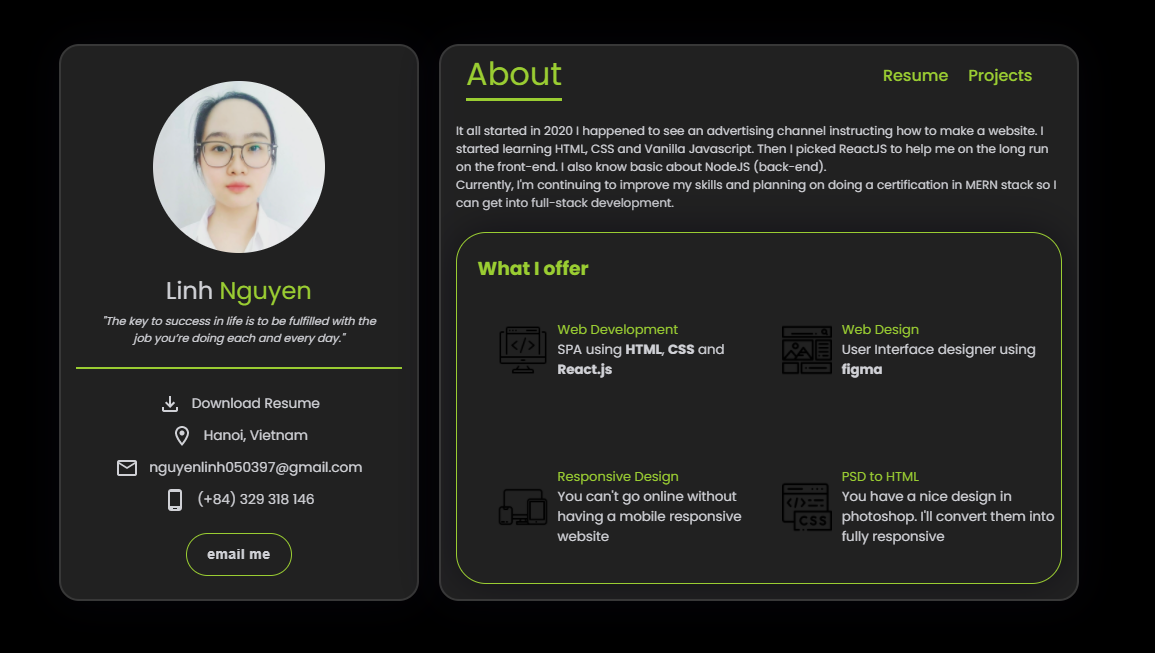 Linh Nguyen
"The key to success in life is to be fulfilled with the
job you're doing each and every day."
Download Resume
Hanoi, Vietnam
nguyenlinh050397@gmail.com
(+84) 329 318 146
email me
About
Resume Projects
It all started in 2020 I happened to see an advertising channel instructing how to make a website. I
started learning HTML, CSS and Vanilla Javascript. Then I picked ReactJS to help me on the long run
on the front-end. I also know basic about NodeJS (back-end).
Currently, I'm continuing to improve my skills and planning on doing a certification in MERN stack so I
can get into full-stack development.
What I offer
</>
Web Development
SPA using HTML, CSS and
React.js
Web Design
User Interface designer using
figma
Responsive Design
You can't go online without
having a mobile responsive
website
</>
CSS
PSD to HTML
You have a nice design in
photoshop. I'll convert them into
fully responsive